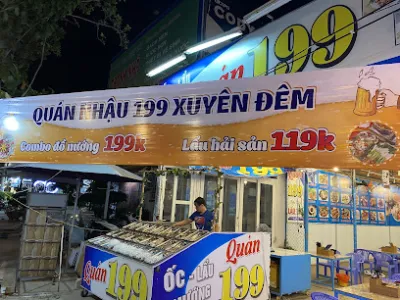 Quán 199
QUÁN NHẬU 199 XUYÊN ĐÊM
Combo đồ nướng 199k
Lẩu hải sản 119k
Quán 199
ỐC LẨU
Quán 199